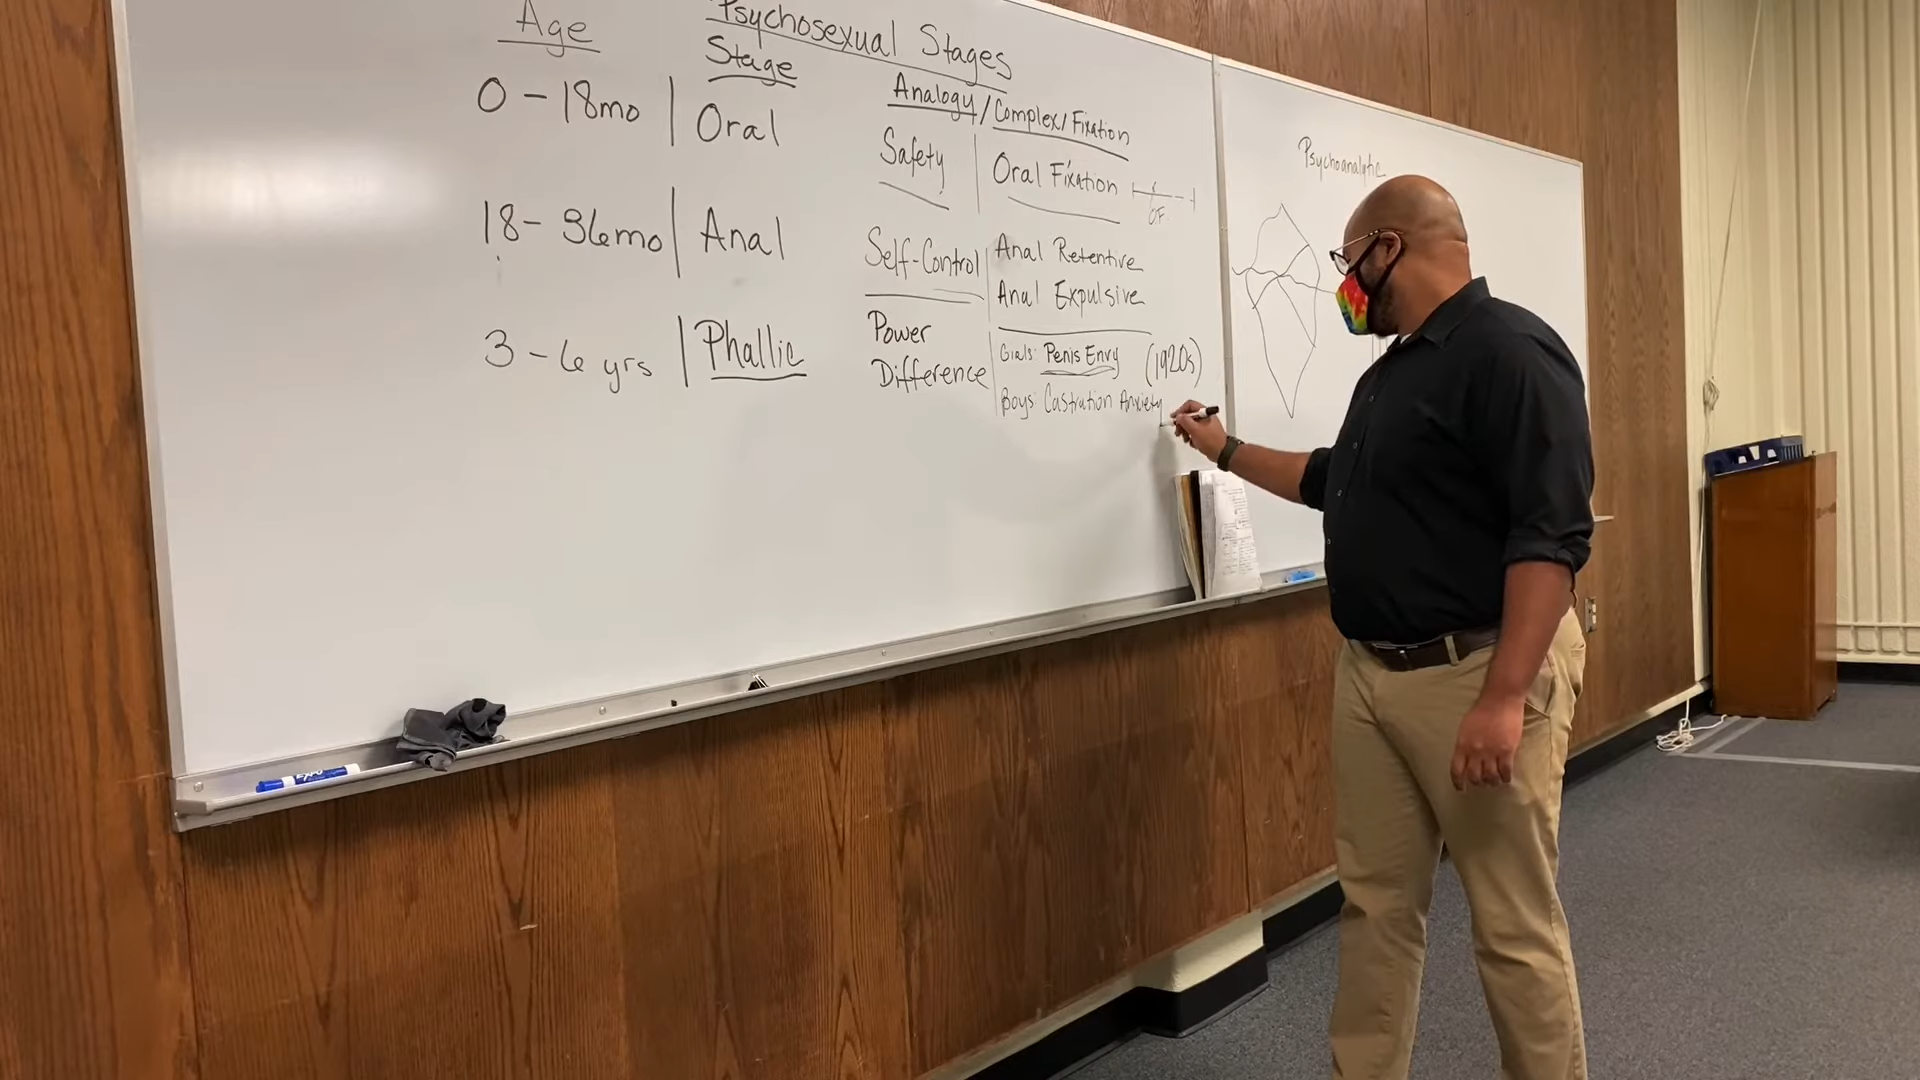 Psychosexual Stages
Age
Stage
Analogy / Complex / Fixation
0 - 18mo | Oral
Safety
Oral Fixation
OF
18 - 36mo | Anal
Self-Control
Anal Retentive
Anal Expulsive
3 - 6 yrs | Phallic
Power
Difference
Girls: Penis Envy (1920s)
Boys: Castration Anxiety
Psychoanalytic
EXPO